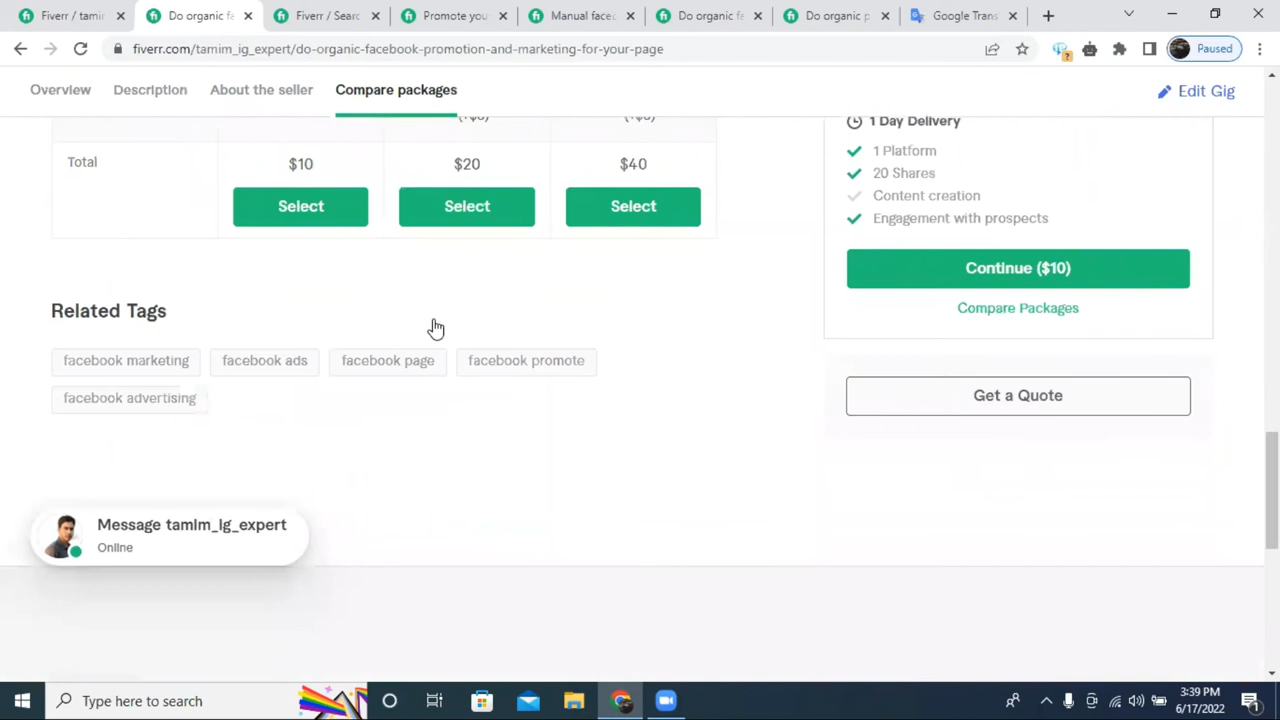 Fiverr / tamim
Do organic fa
Fiverr / Sear
Promote you
Manual face
Do organic fa
Do organic p
Google Trans
fiverr.com/tamim_ig_expert/do-organic-facebook-promotion-and-marketing-for-your-page
Paused
Overview
Description
About the seller
Compare packages
Edit Gig
Total
$10
$20
$40
Select
Select
Select
1 Day Delivery
1 Platform
20 Shares
Content creation
Engagement with prospects
Continue ($10)
Compare Packages
Get a Quote
Related Tags
facebook marketing
facebook ads
facebook page
facebook promote
facebook advertising
Message tamim_ig_expert
Online
Type here to search
3:39 PM
6/17/2022